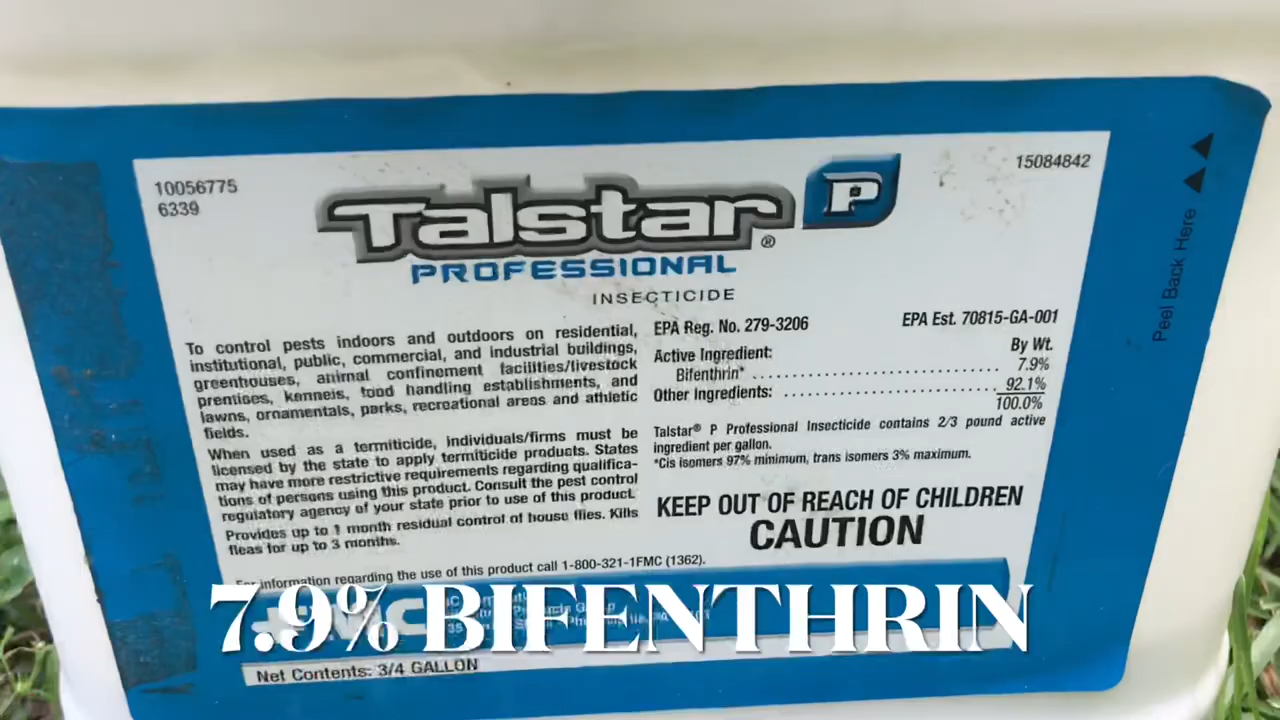 10056775
6339
15084842
Talstar® P
PROFESSIONAL
INSECTICIDE
Peel Back Here
To control pests indoors and outdoors on residential,
institutional, public, commercial, and industrial buildings,
greenhouses, animal confinement facilities/livestock
premises, kennels, food handling establishments, and
lawns, ornamentals, parks, recreational areas and athletic
fields.
When used as a termiticide, individuals/firms must be
licensed by the state to apply termiticide products. States
may have more restrictive requirements regarding qualifica-
tions of persons using this product. Consult the pest control
regulatory agency of your state prior to use of this product.
Provides up to 1 month residual control of house flies. Kills
fleas for up to 3 months.
EPA Reg. No. 279-3206 EPA Est. 70815-GA-001
Active Ingredient: By Wt.
Bifenthrin* 7.9%
Other Ingredients: 92.1%
100.0%
Talstar® P Professional Insecticide contains 2/3 pound active
ingredient per gallon.
*Cis isomers 97% minimum, trans isomers 3% maximum.
KEEP OUT OF REACH OF CHILDREN
CAUTION
For information regarding the use of this product call 1-800-321-1FMC (1362).
7.9% BIFENTHRIN
Net Contents: 3/4 GALLON